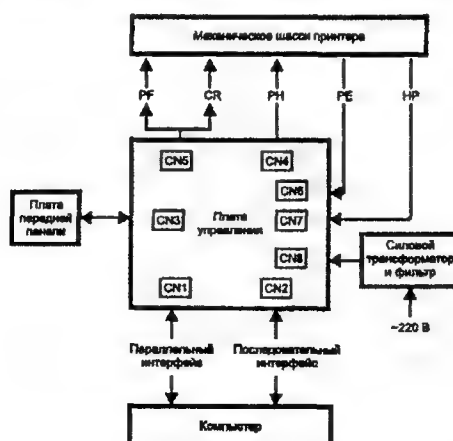 Механическое шасси принтера
PF
CR
PH
PE
HP
CN5
CN4
CN6
CN3
Плата
управления
CN7
CN8
CN1
CN2
Плата
передней
панели
Силовой
трансформатор
и фильтр
~220 В
Параллельный
интерфейс
Последовательный
интерфейс
Компьютер